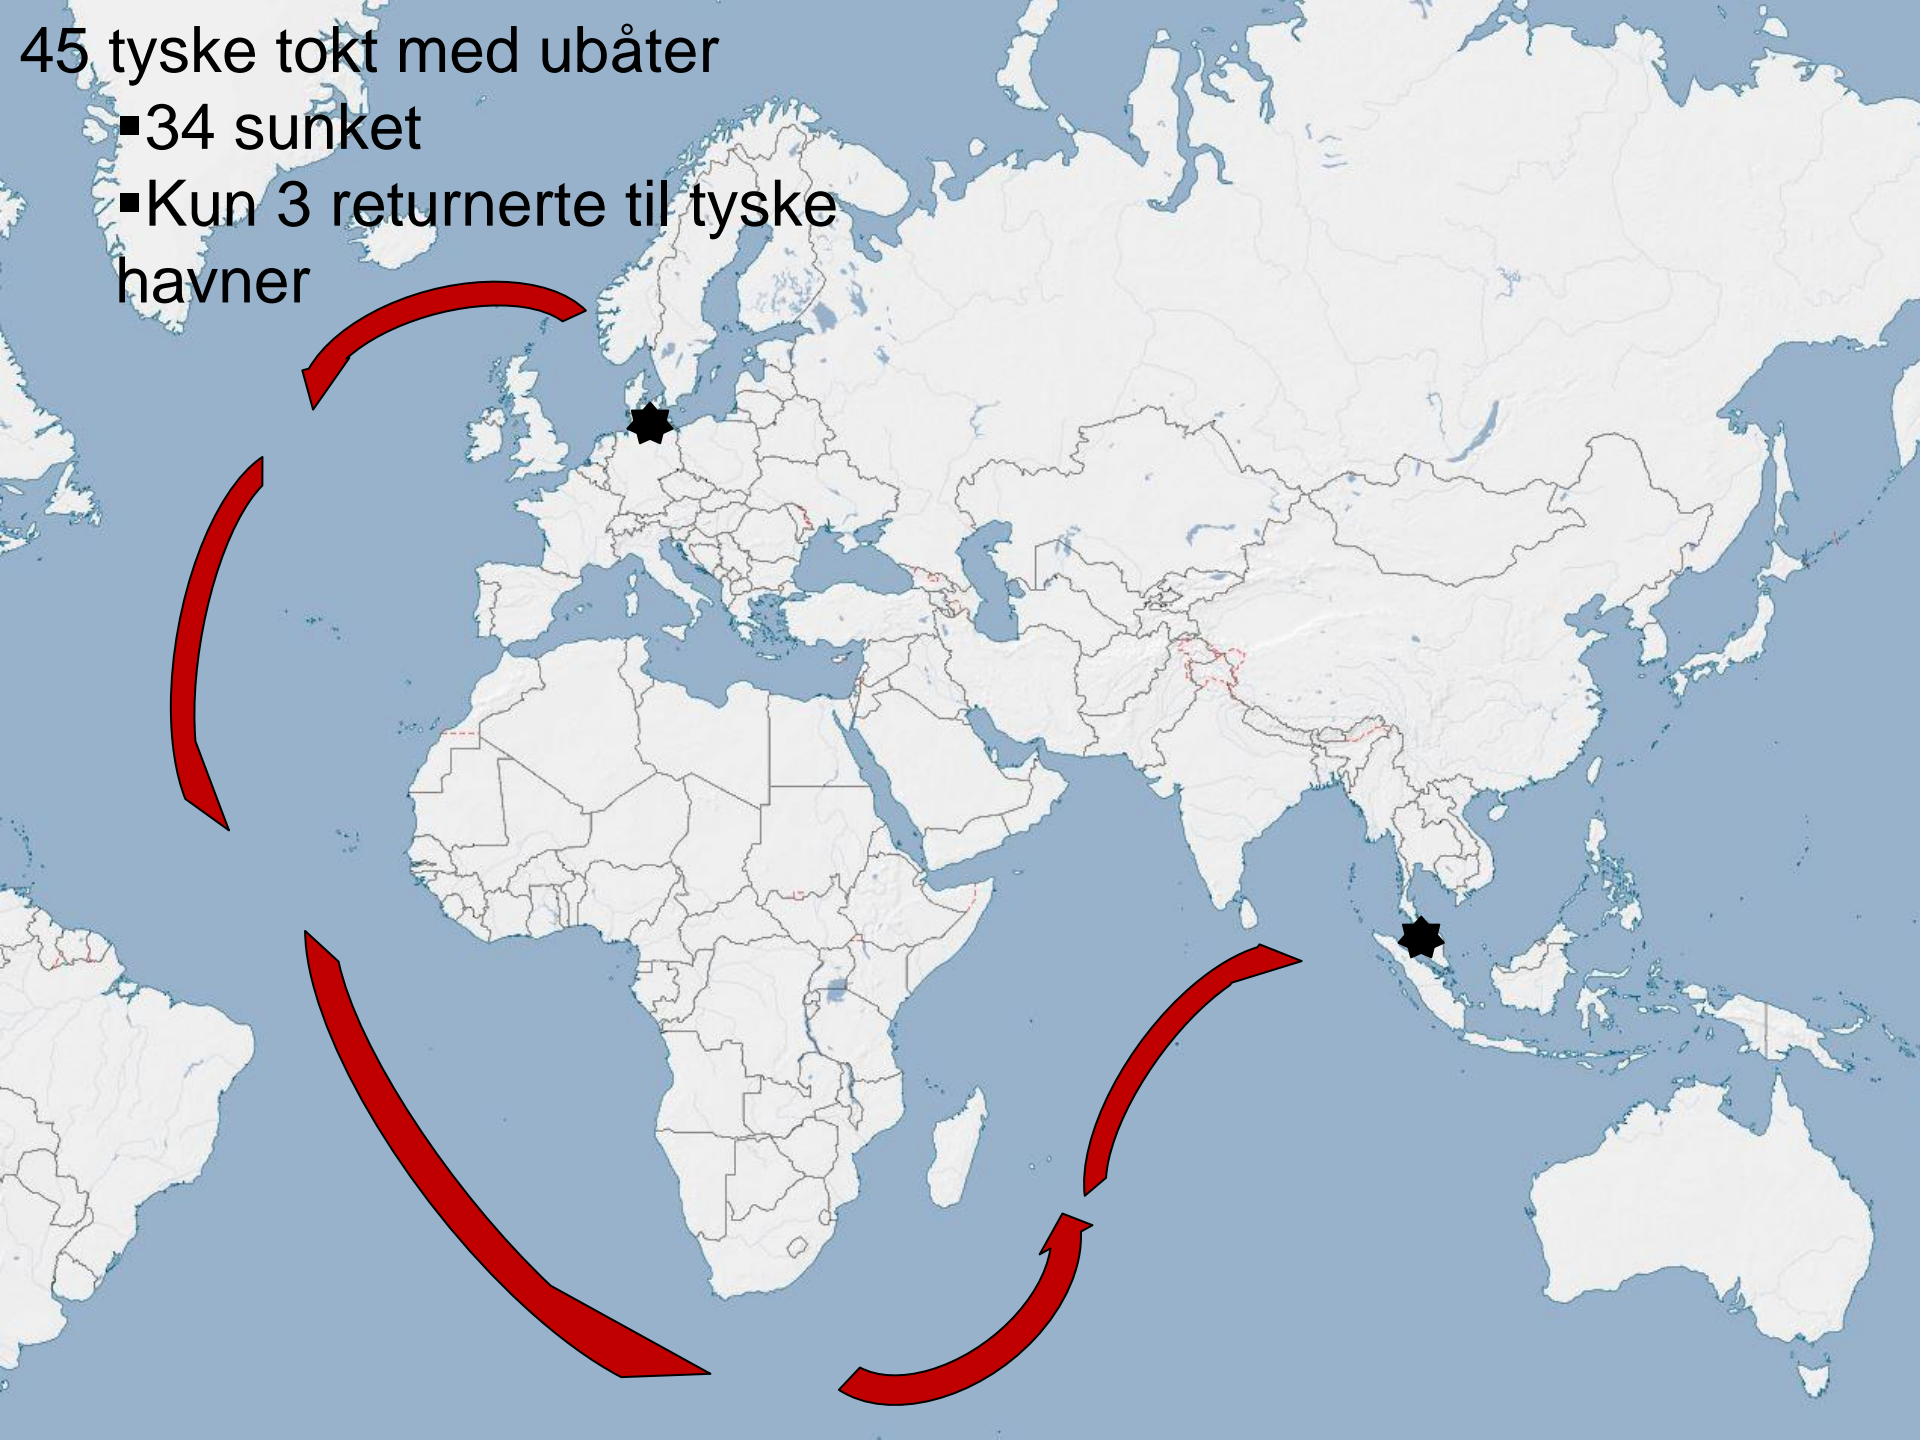 45 tyske tokt med ubåter
▪34 sunket
▪Kun 3 returnerte til tyske
havner